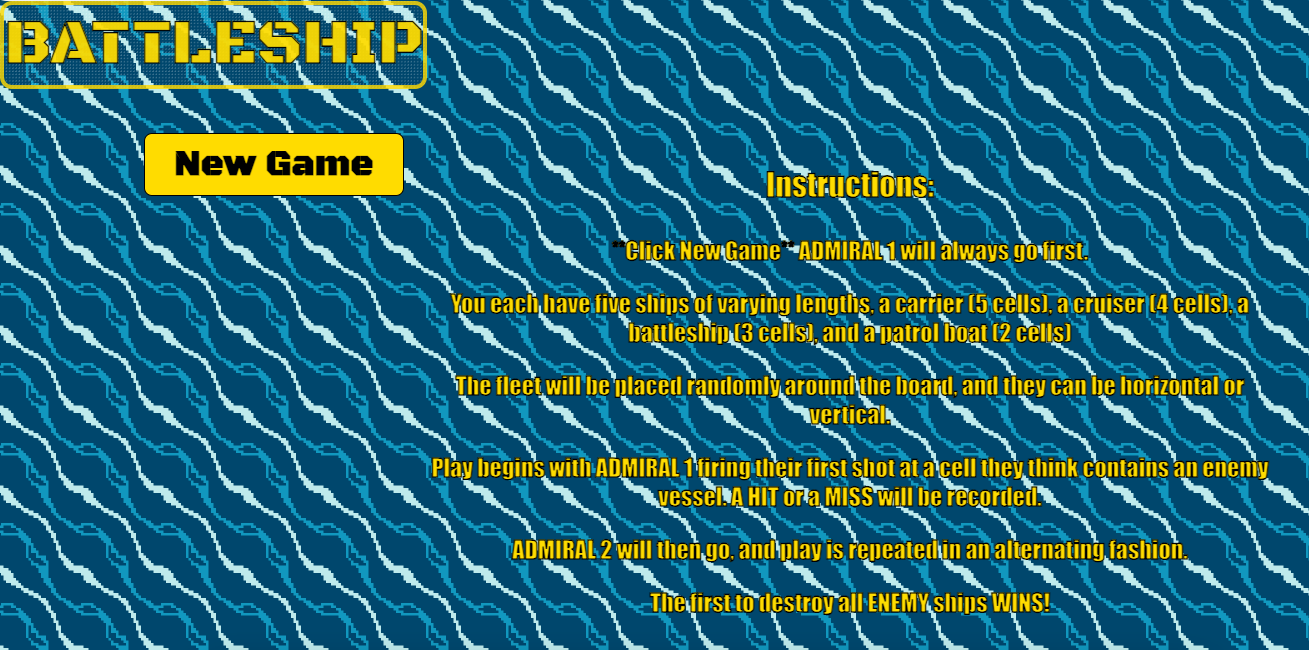 BATTLESHIP
New Game
Instructions:
**Click New Game** ADMIRAL 1 will always go first.
You each have five ships of varying lengths, a carrier (5 cells), a cruiser (4 cells), a
battleship (3 cells), and a patrol boat (2 cells)
The fleet will be placed randomly around the board, and they can be horizontal or
vertical.
Play begins with ADMIRAL 1 firing their first shot at a cell they think contains an enemy
vessel. A HIT or a MISS will be recorded.
ADMIRAL 2 will then go, and play is repeated in an alternating fashion.
The first to destroy all ENEMY ships WINS!